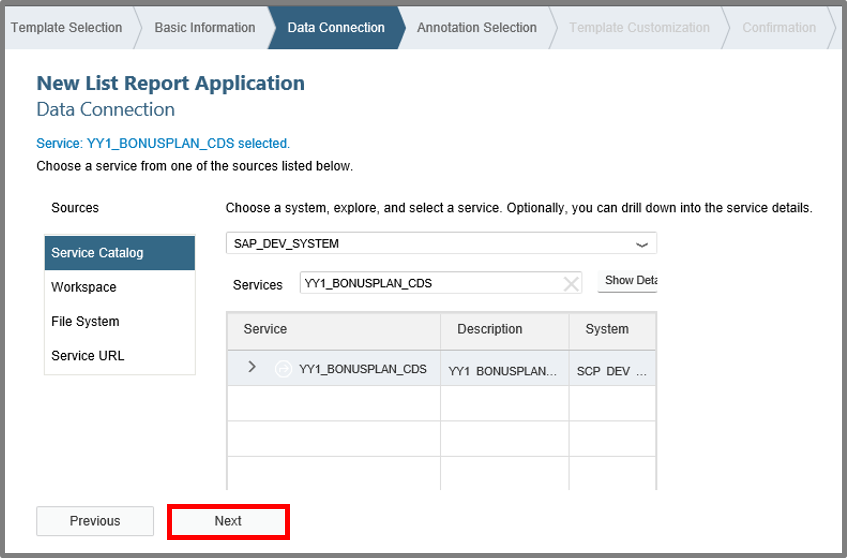 Template Selection
Basic Information
Data Connection
Annotation Selection
Template Customization
Confirmation
New List Report Application
Data Connection
Service: YY1_BONUSPLAN_CDS selected.
Choose a service from one of the sources listed below.
Sources
Choose a system, explore, and select a service. Optionally, you can drill down into the service details.
Service Catalog
Workspace
File System
Service URL
SAP_DEV_SYSTEM
Services
YY1_BONUSPLAN_CDS
Show Deta
Service
Description
System
YY1_BONUSPLAN_CDS
YY1 BONUSPLAN...
SCP DEV ...
Previous
Next